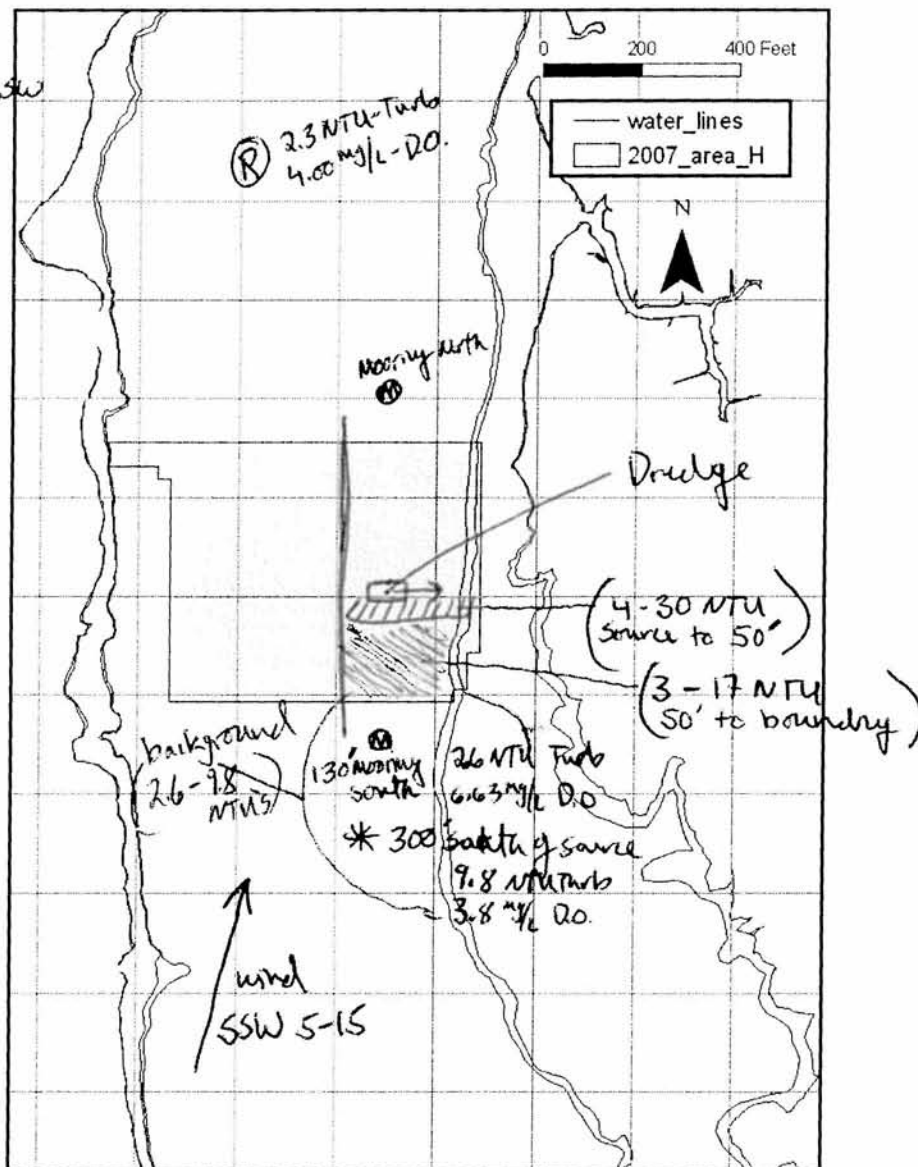 0 200 400 Feet
water_lines
2007_area_H
N
SW
R
2.3 NTU-Turb
4.00 mg/L-D.O.
Mooring North
M
Dredge
(4-30 NTU
source to 50')
(3-17 NTU
50' to boundry)
background
(2.6-9.8
NTU's)
M
130' mooring
south
26 NTU Turb
6.63 mg/L D.O
* 300' south of source
9.8 NTU Turb
3.8 mg/L D.O.
wind
SSW 5-15